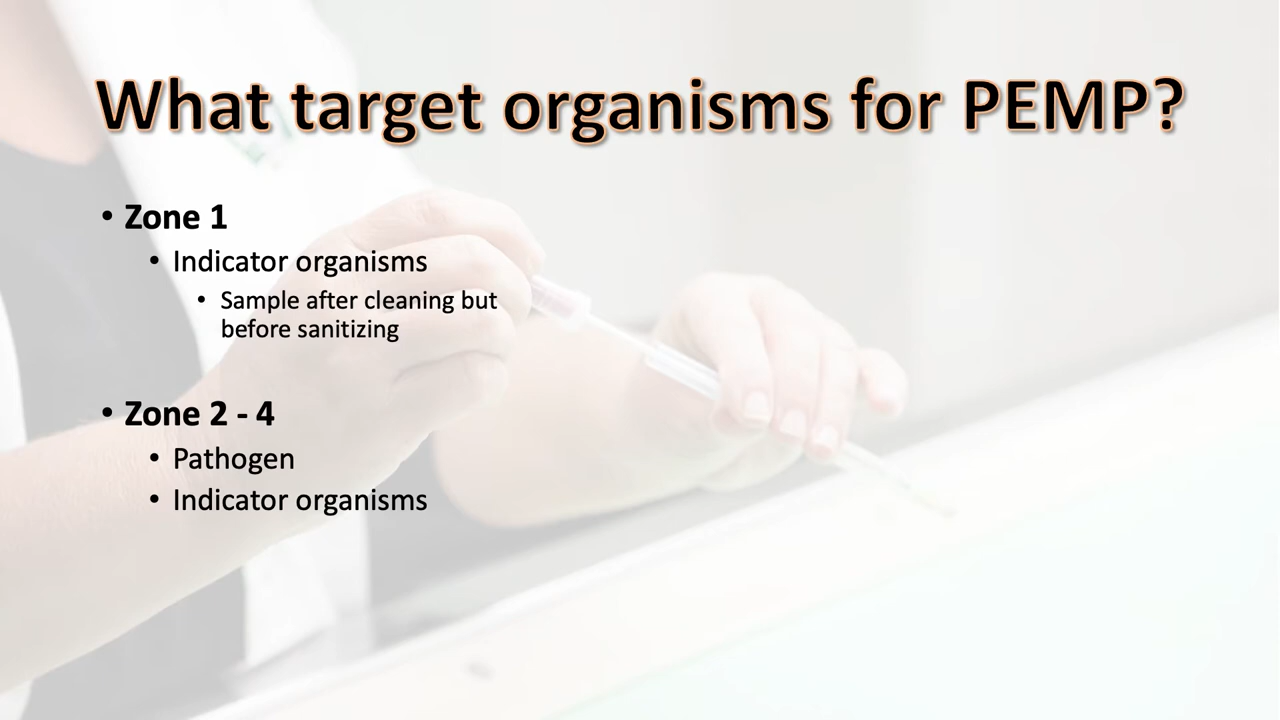 What target organisms for PEMP?
• Zone 1
• Indicator organisms
• Sample after cleaning but
before sanitizing
• Zone 2 - 4
• Pathogen
• Indicator organisms